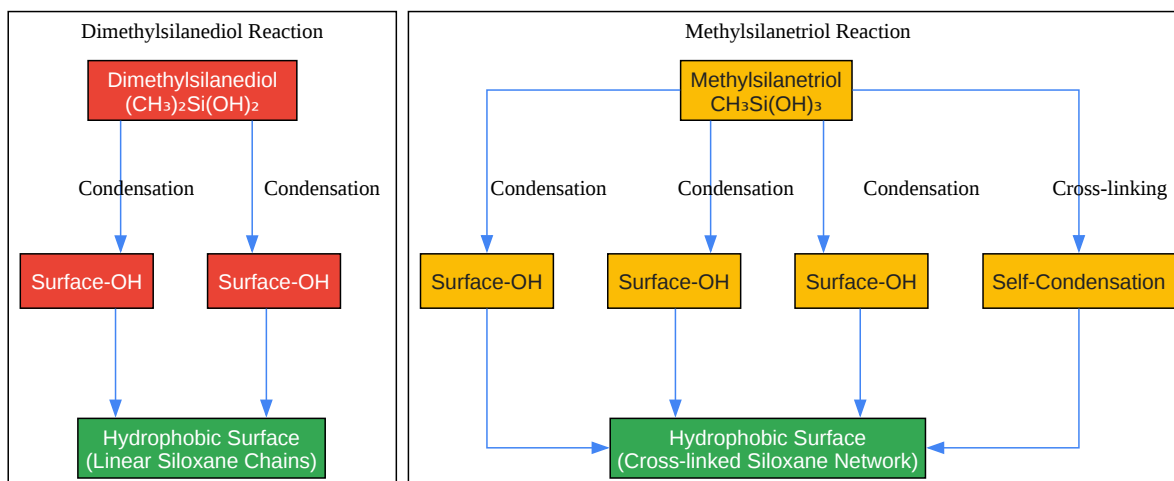 Dimethylsilanediol Reaction
Dimethylsilanediol
(CH₃)₂Si(OH)₂
Condensation
Condensation
Surface-OH
Surface-OH
Hydrophobic Surface
(Linear Siloxane Chains)
Methylsilanetriol Reaction
Methylsilanetriol
CH₃Si(OH)₃
Condensation
Condensation
Condensation
Cross-linking
Surface-OH
Surface-OH
Surface-OH
Self-Condensation
Hydrophobic Surface
(Cross-linked Siloxane Network)